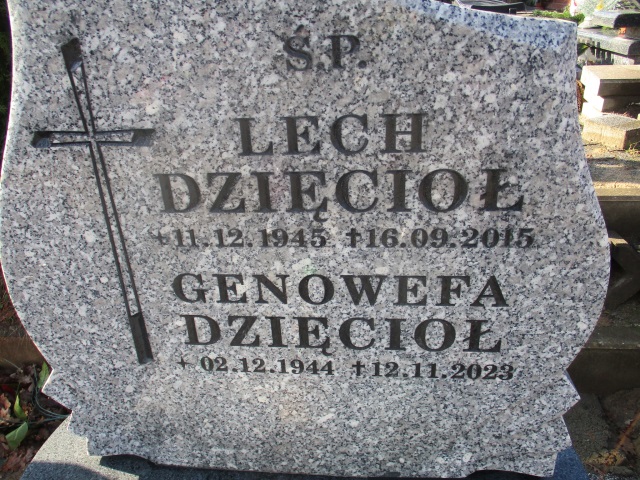 Ś.P.
LECH
DZIĘCIOŁ
+11.12.1945 †16.09.2015
GENOWEFA
DZIĘCIOŁ
+ 02.12.1944 †12.11.2023